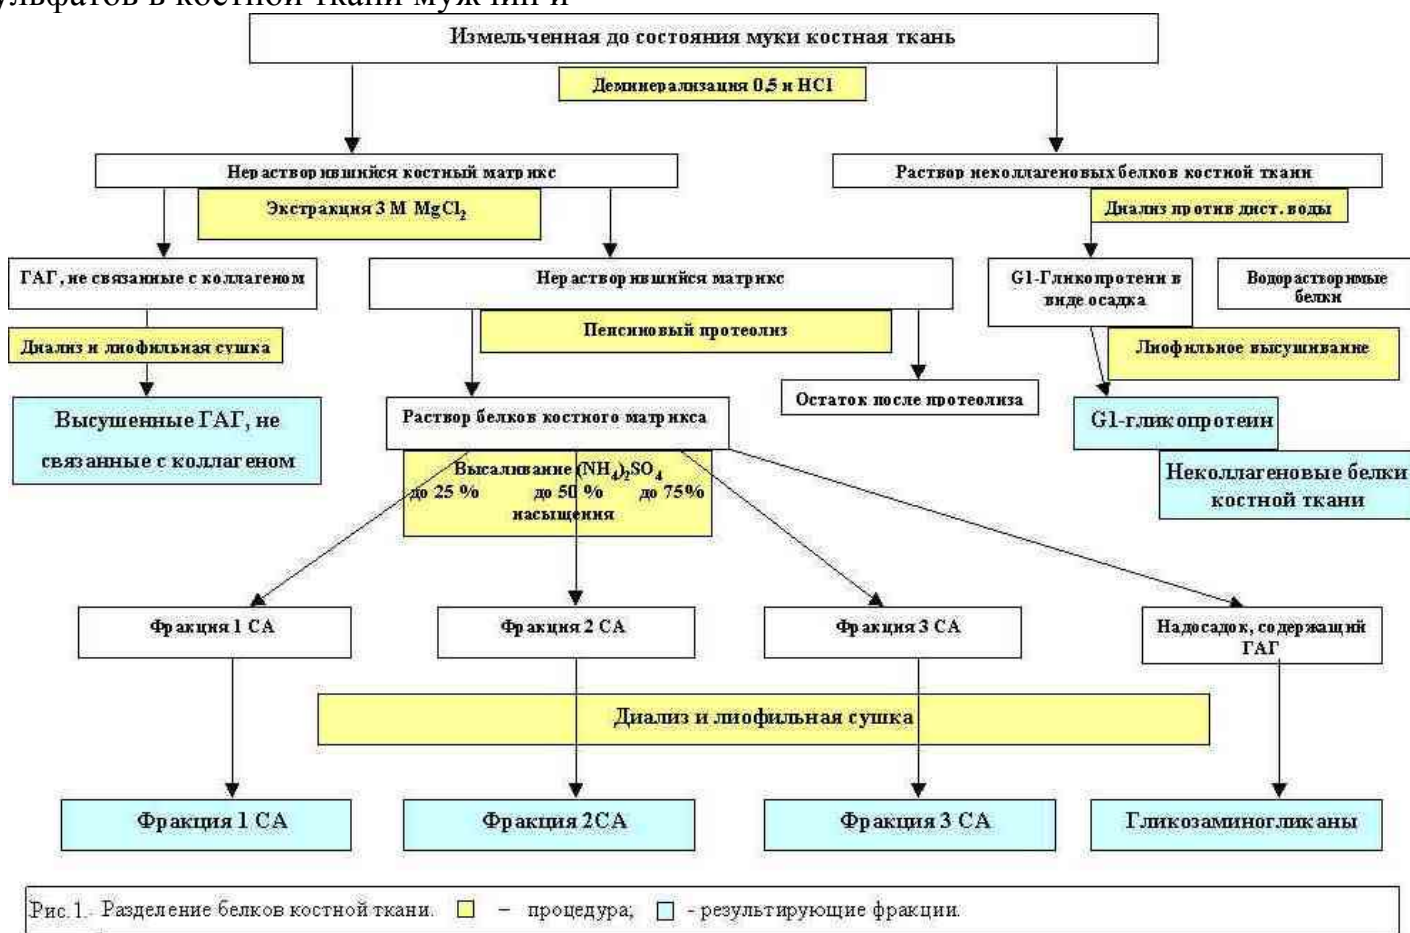 ульфатов в костной ткани мужчин и
Измельченная до состояния муки костная ткань
Деминерализация 0,5 н HCl
Нерастворившийся костный матрикс
Раствор неколлагеновых белков костной ткани
Экстракция 3 М MgCl₂
Диализ против дист. воды
ГАГ, не связанные с коллагеном
Нерастворившийся матрикс
G1-Гликопротеин в
виде осадка
Водорастворимые
белки
Диализ и лиофильная сушка
Пепсиновый протеолиз
Лиофильное высушивание
Высушенные ГАГ, не
связанные с коллагеном
Раствор белков костного матрикса
Остаток после протеолиза
G1-гликопротеин
Неколлагеновые белки
костной ткани
Высаливание (NH₄)₂SO₄
до 25 % до 50 % до 75%
насыщения
Фракция 1 СА
Фракция 2 СА
Фракция 3 СА
Надосадок, содержащий
ГАГ
Диализ и лиофильная сушка
Фракция 1 СА
Фракция 2СА
Фракция 3 СА
Гликозаминогликаны
Рис.1. Разделение белков костной ткани. – процедура; - результирующие фракции.